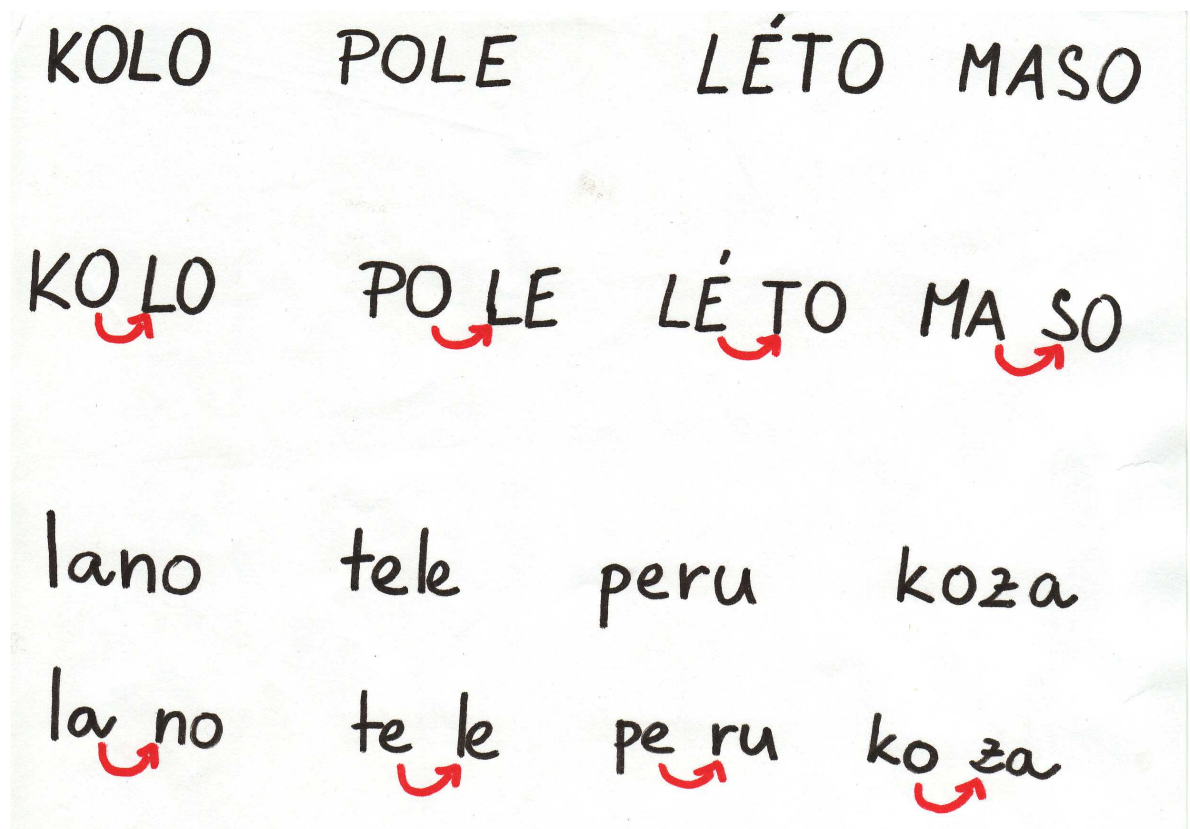 KOLO POLE LÉTO MASO
KO LO PO LE LÉ TO MA SO
lano tele peru koza
la no te le pe ru ko za